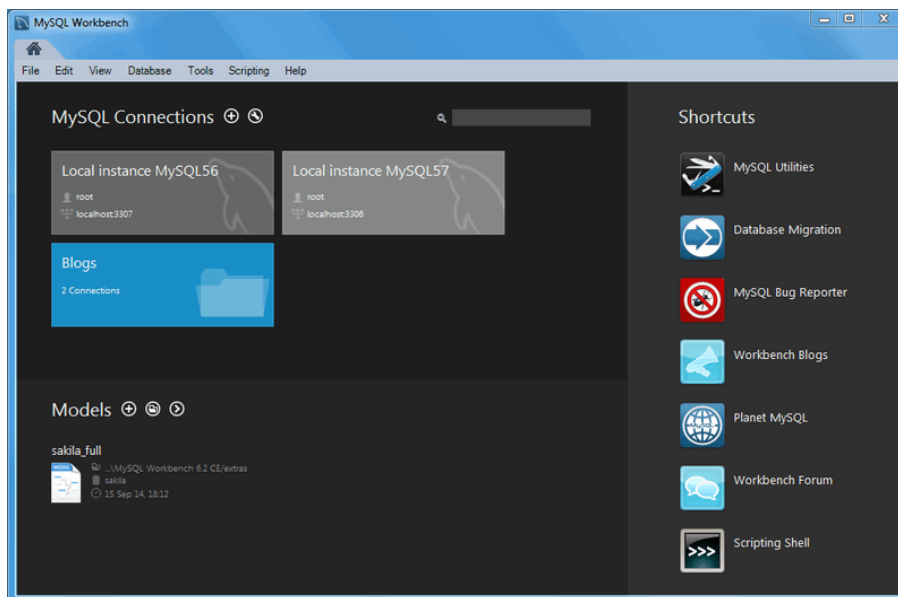 MySQL Workbench
File Edit View Database Tools Scripting Help
MySQL Connections
Local instance MySQL56
root
localhost:3307
Local instance MySQL57
root
localhost:3306
Blogs
2 Connections
Models
sakila_full
MODEL
..\MySQL Workbench 6.2 CE/extras
sakila
15 Sep 14, 18:12
Shortcuts
MySQL Utilities
Database Migration
MySQL Bug Reporter
Workbench Blogs
MySQL
Planet MySQL
Workbench Forum
>>>
Scripting Shell